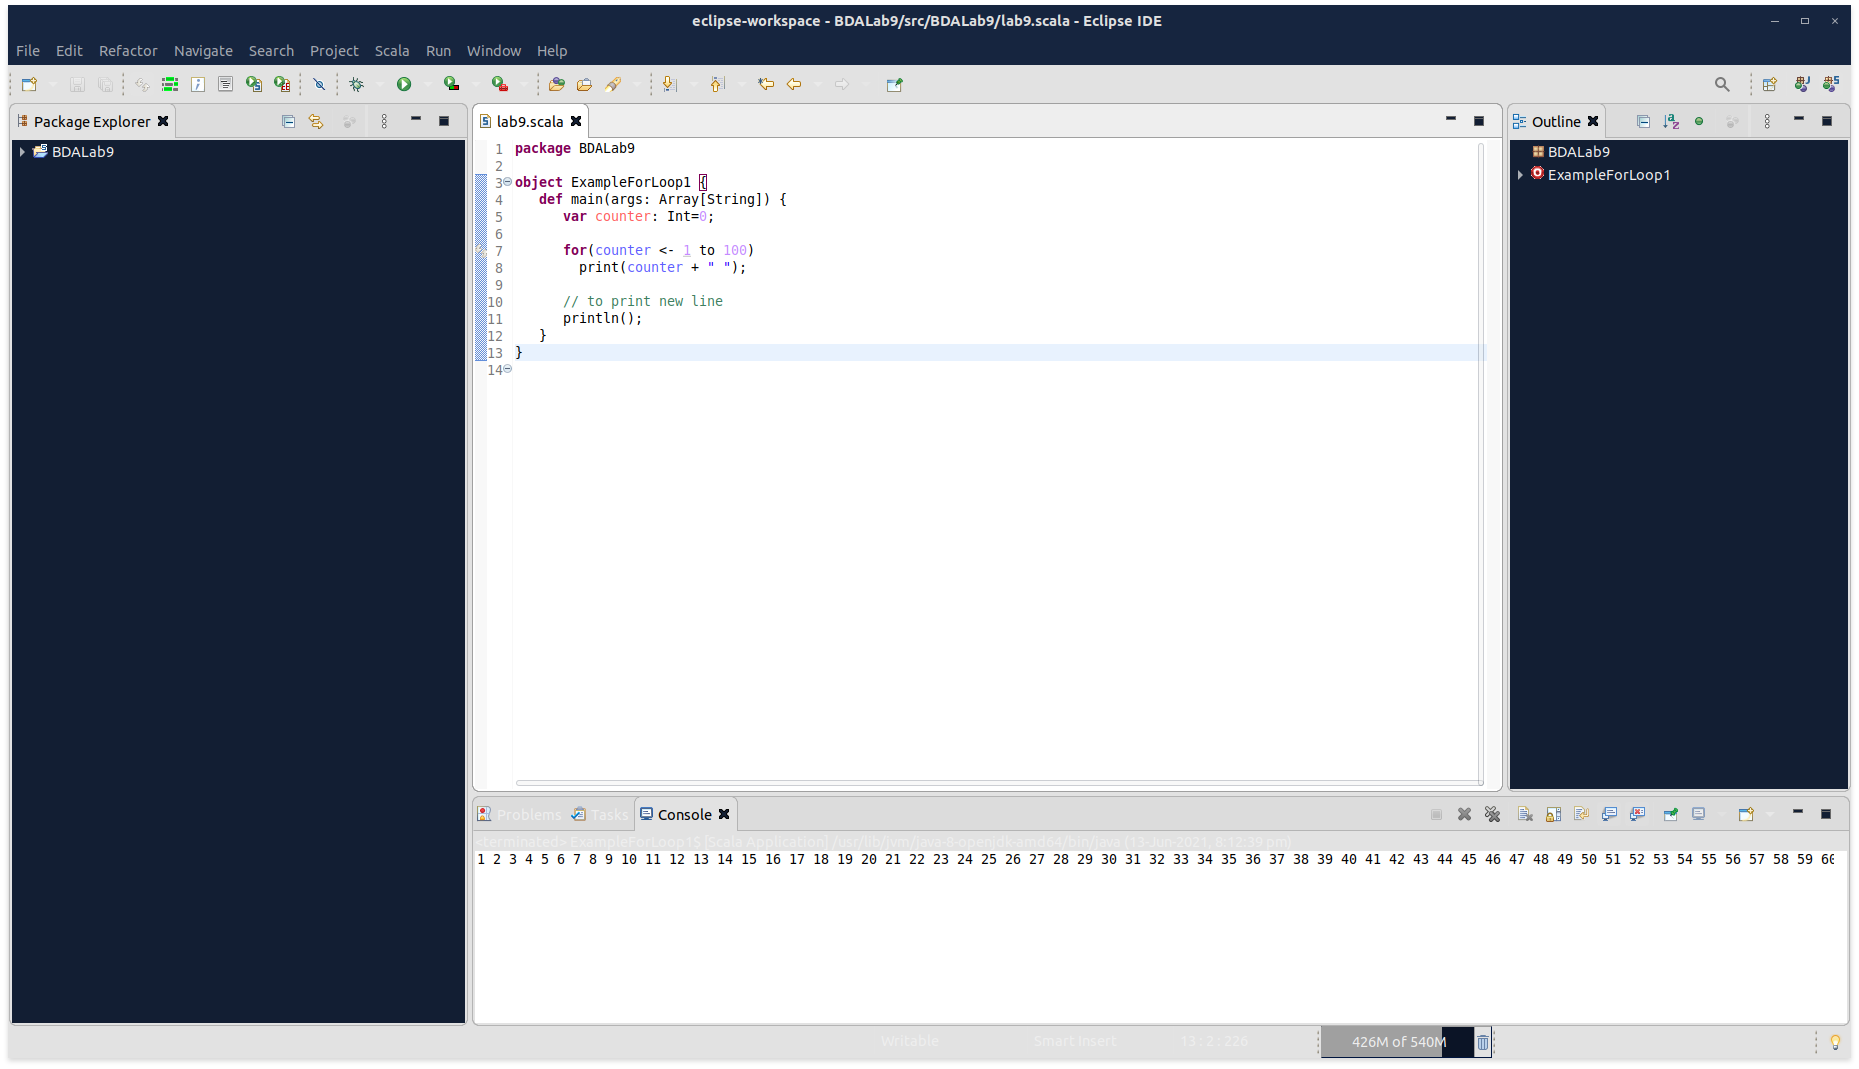 eclipse-workspace - BDALab9/src/BDALab9/lab9.scala - Eclipse IDE
File Edit Refactor Navigate Search Project Scala Run Window Help
Package Explorer
BDALab9
lab9.scala
1 package BDALab9
2
3 object ExampleForLoop1 {
4 def main(args: Array[String]) {
5 var counter: Int=0;
6
7 for(counter <- 1 to 100)
8 print(counter + " ");
9
10 // to print new line
11 println();
12 }
13 }
14
Outline
BDALab9
ExampleForLoop1
Problems Tasks Console
<terminated> ExampleForLoop1$ [Scala Application] /usr/lib/jvm/java-8-openjdk-amd64/bin/java (13-Jun-2021, 8:12:39 pm)
1 2 3 4 5 6 7 8 9 10 11 12 13 14 15 16 17 18 19 20 21 22 23 24 25 26 27 28 29 30 31 32 33 34 35 36 37 38 39 40 41 42 43 44 45 46 47 48 49 50 51 52 53 54 55 56 57 58 59 60
Writable Smart Insert 13 : 2 : 226 426M of 540M